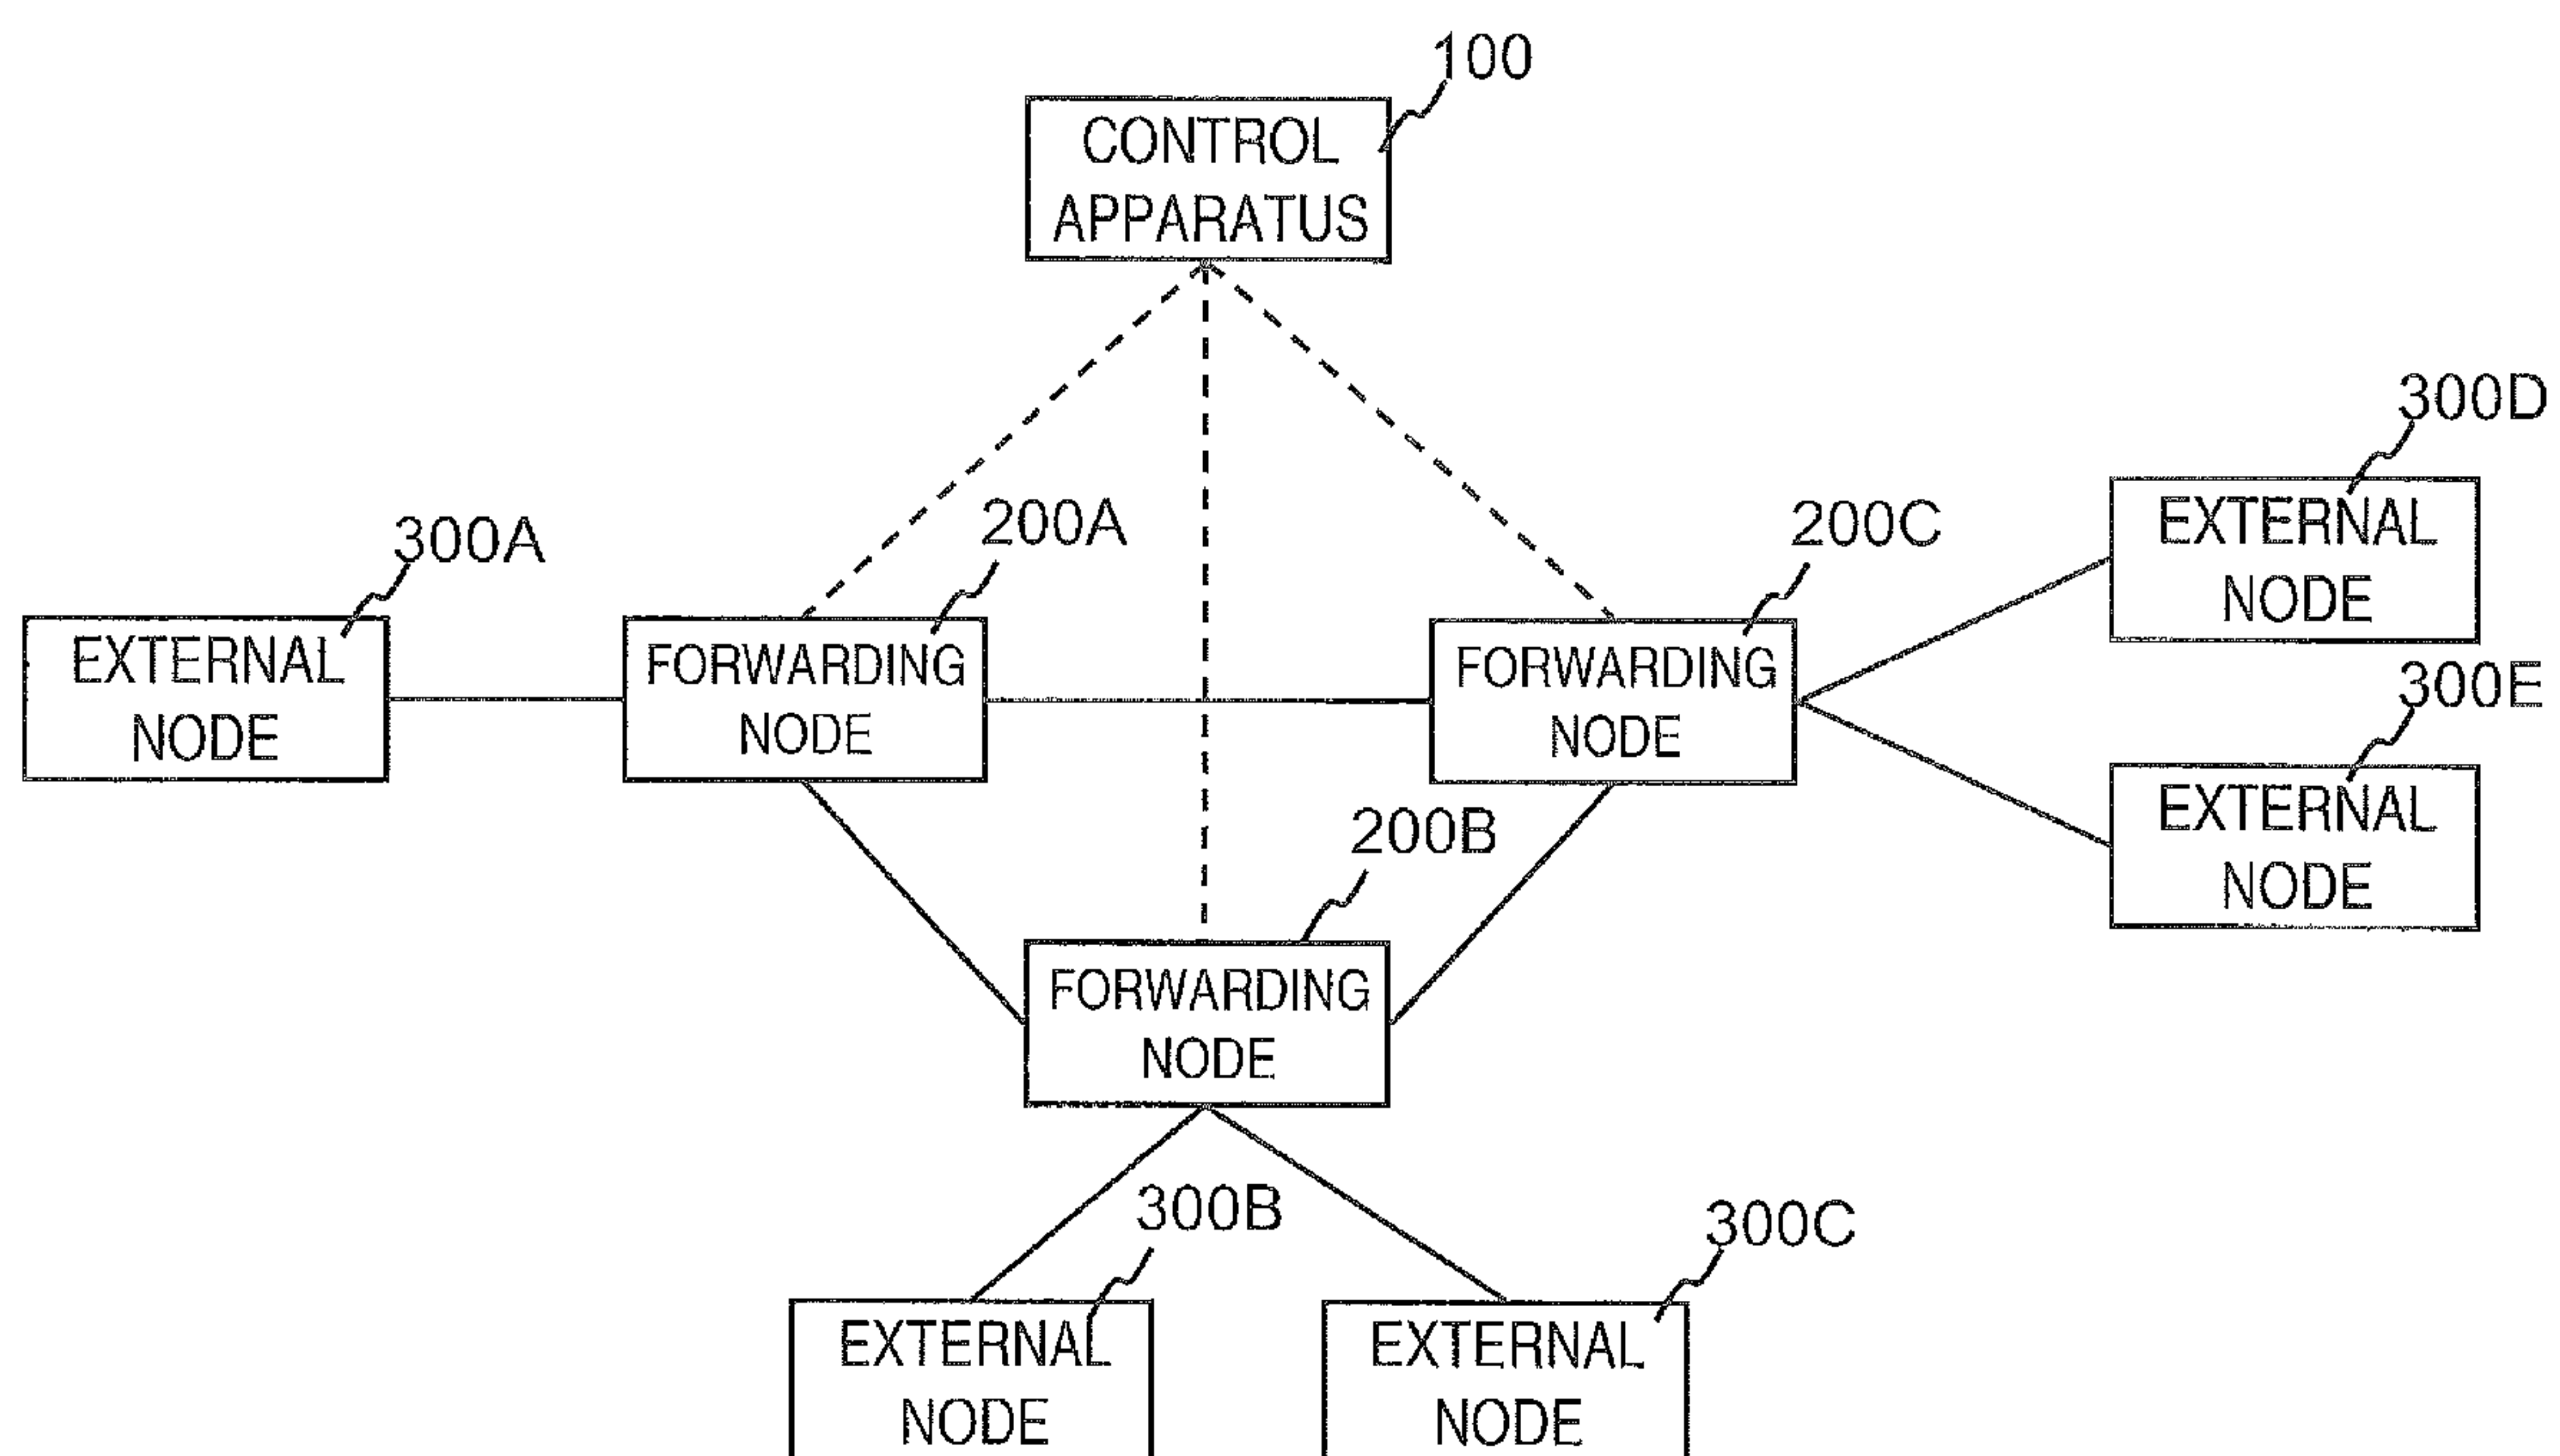 100
CONTROL
APPARATUS
300D
300A
200A
200C
EXTERNAL
NODE
EXTERNAL
NODE
FORWARDING
NODE
FORWARDING
NODE
300E
EXTERNAL
NODE
200B
FORWARDING
NODE
300B
300C
EXTERNAL
NODE
EXTERNAL
NODE